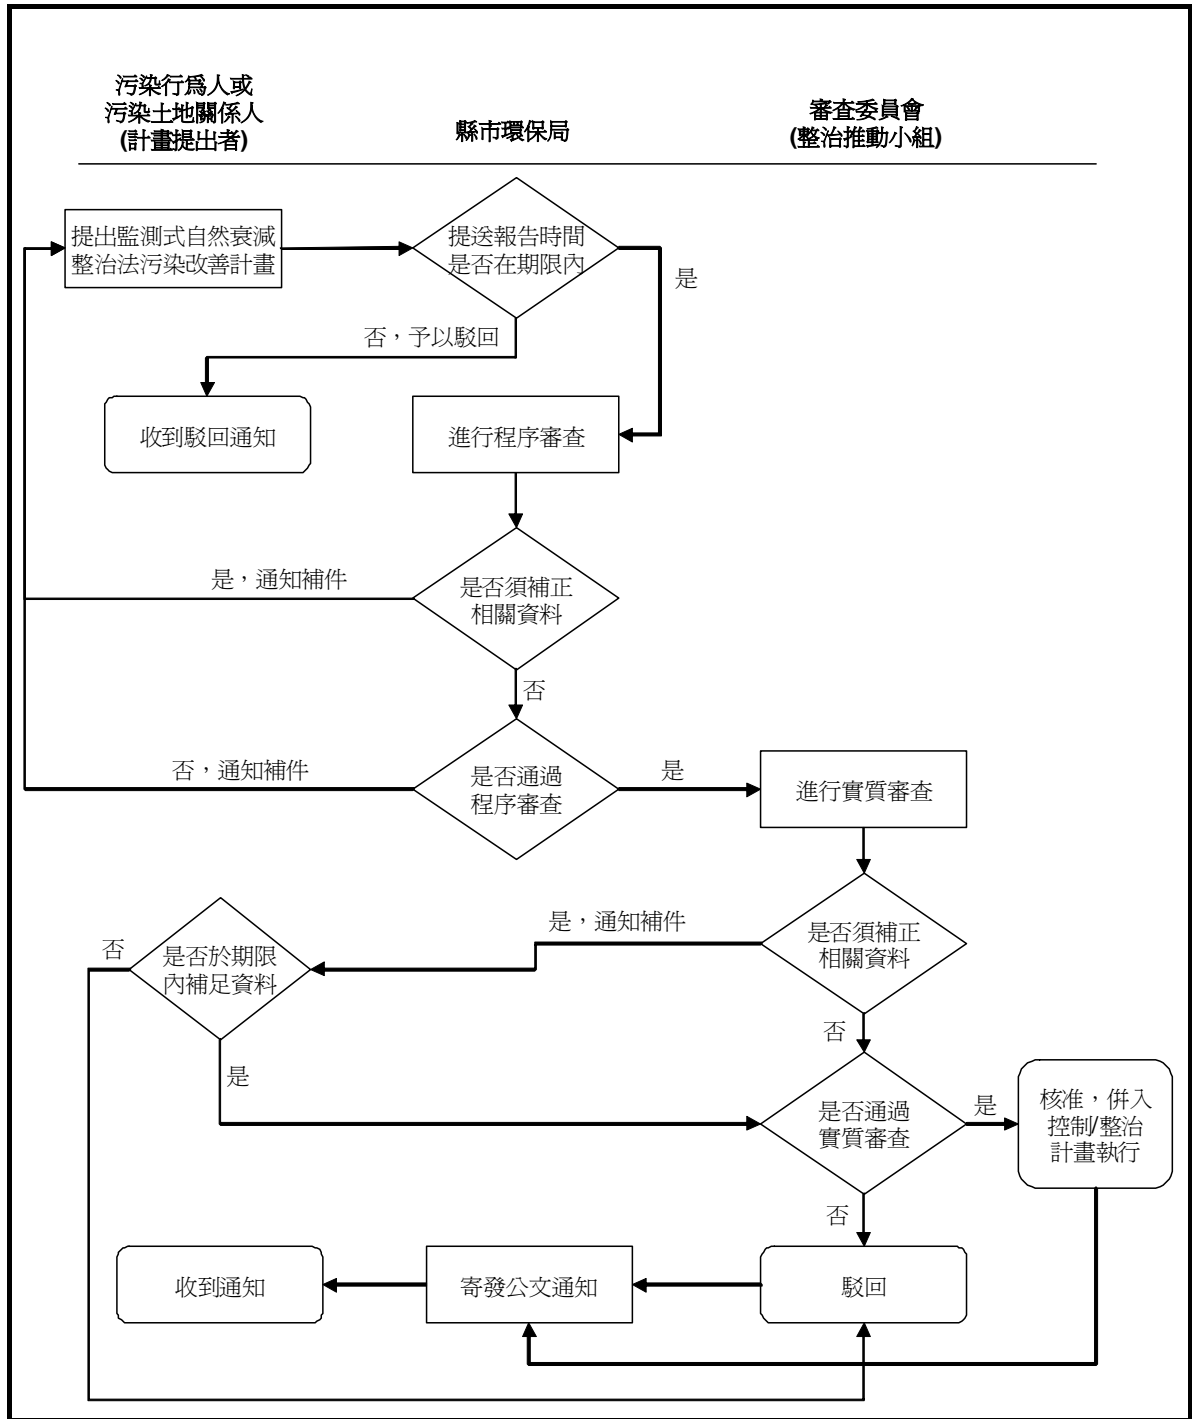 污染行為人或
污染土地關係人
(計畫提出者)
縣市環保局
審查委員會
(整治推動小組)
提出監測式自然衰減
整治法污染改善計畫
提送報告時間
是否在期限內
是
否，予以駁回
收到駁回通知
進行程序審查
是，通知補件
是否須補正
相關資料
否
否，通知補件
是否通過
程序審查
是
進行實質審查
是，通知補件
是否須補正
相關資料
否
是否於期限
內補足資料
否
是
是否通過
實質審查
是
核准，併入
控制/整治
計畫執行
否
收到通知
寄發公文通知
駁回